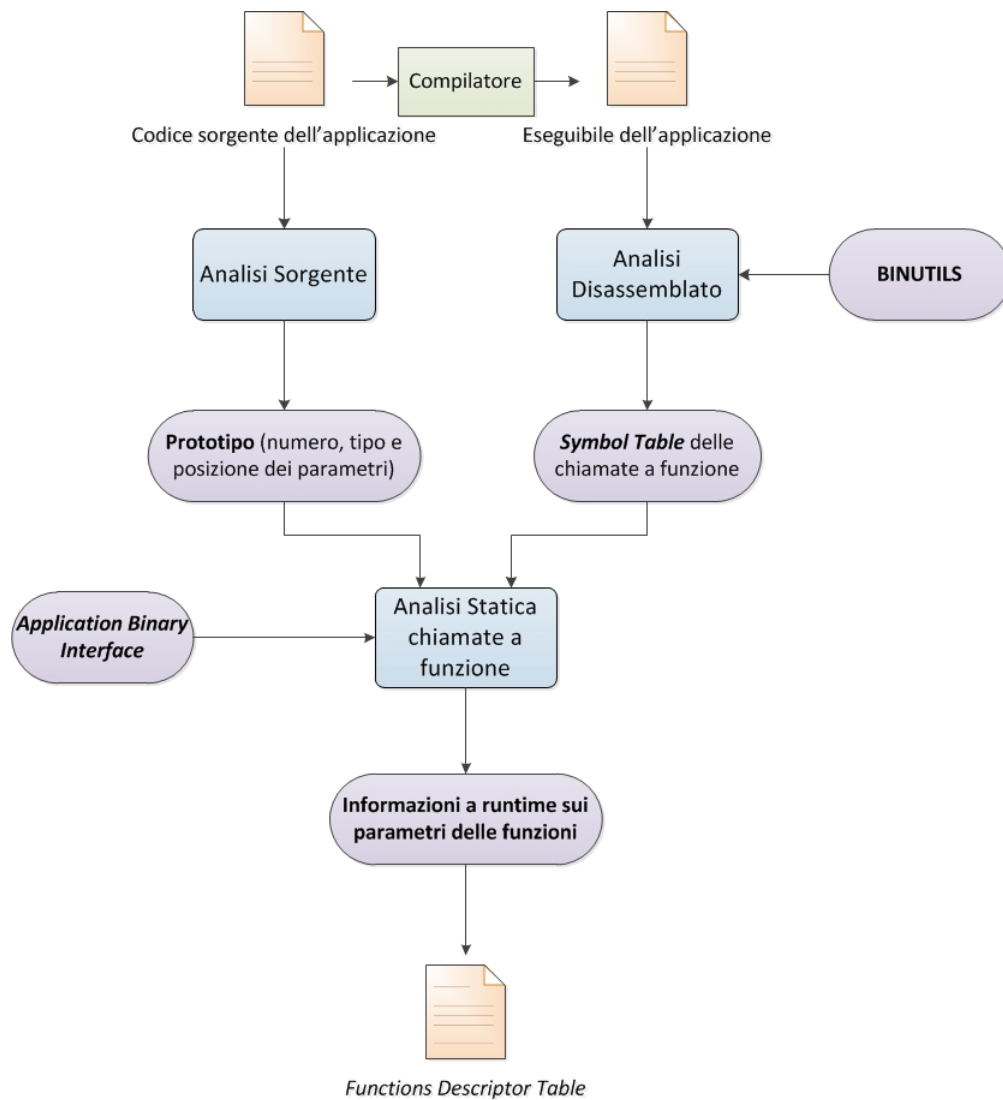 Compilatore
Codice sorgente dell'applicazione
Eseguibile dell'applicazione
Analisi Sorgente
Analisi
Disassemblato
BINUTILS
Prototipo (numero, tipo e
posizione dei parametri)
Symbol Table delle
chiamate a funzione
Application Binary
Interface
Analisi Statica
chiamate a
funzione
Informazioni a runtime sui
parametri delle funzioni
Functions Descriptor Table